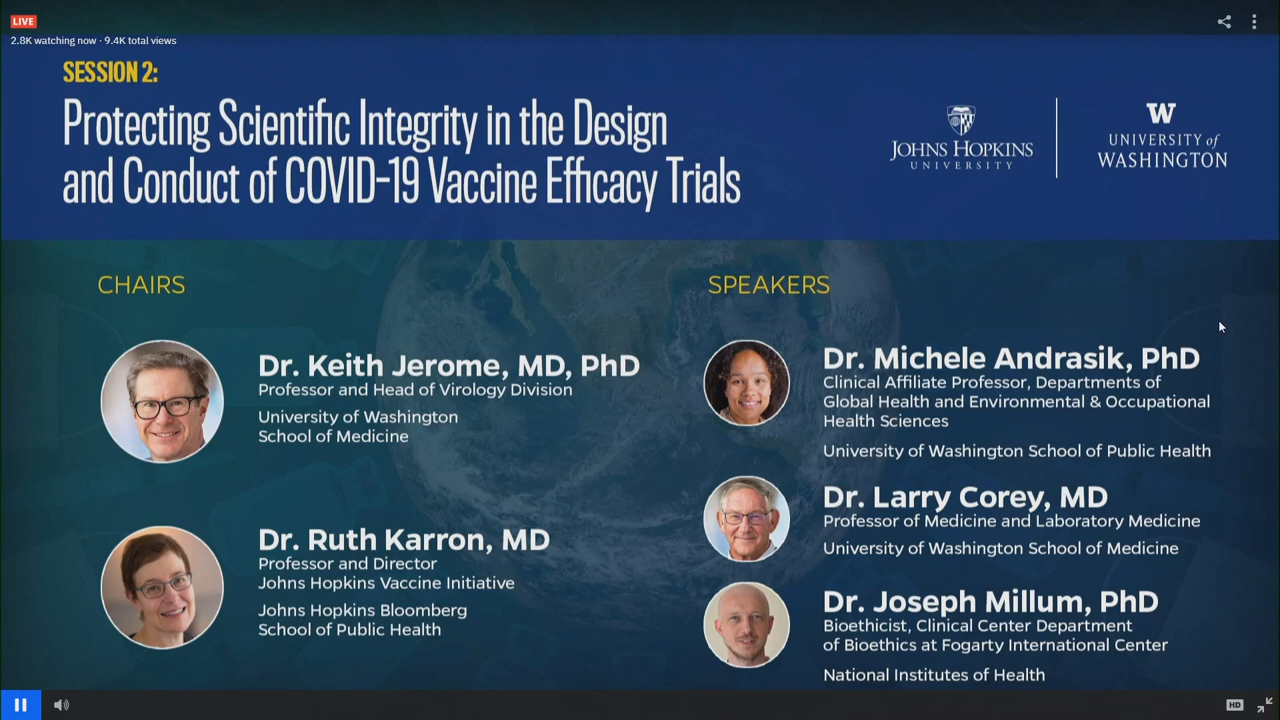 LIVE
2.8K watching now · 9.4K total views
SESSION 2:
Protecting Scientific Integrity in the Design
and Conduct of COVID-19 Vaccine Efficacy Trials
JOHNS HOPKINS
UNIVERSITY
W
UNIVERSITY of
WASHINGTON
CHAIRS
Dr. Keith Jerome, MD, PhD
Professor and Head of Virology Division
University of Washington
School of Medicine
Dr. Ruth Karron, MD
Professor and Director
Johns Hopkins Vaccine Initiative
Johns Hopkins Bloomberg
School of Public Health
SPEAKERS
Dr. Michele Andrasik, PhD
Clinical Affiliate Professor, Departments of
Global Health and Environmental & Occupational
Health Sciences
University of Washington School of Public Health
Dr. Larry Corey, MD
Professor of Medicine and Laboratory Medicine
University of Washington School of Medicine
Dr. Joseph Millum, PhD
Bioethicist, Clinical Center Department
of Bioethics at Fogarty International Center
National Institutes of Health
HD